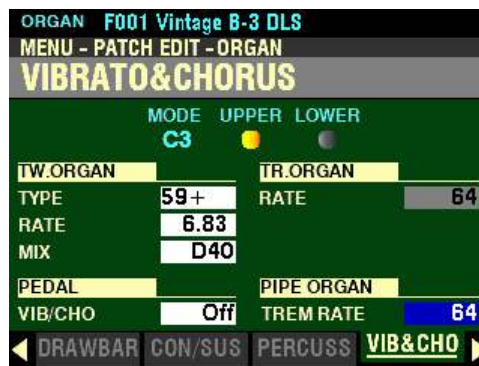 ORGAN F001 Vintage B-3 DLS
MENU - PATCH EDIT - ORGAN
VIBRATO&CHORUS
MODE UPPER LOWER
C3
TW.ORGAN TR.ORGAN
TYPE 59+ RATE 64
RATE 6.83
MIX D40
PEDAL PIPE ORGAN
VIB/CHO Off TREM RATE 64
DRAWBAR CON/SUS PERCUSS VIB&CHO